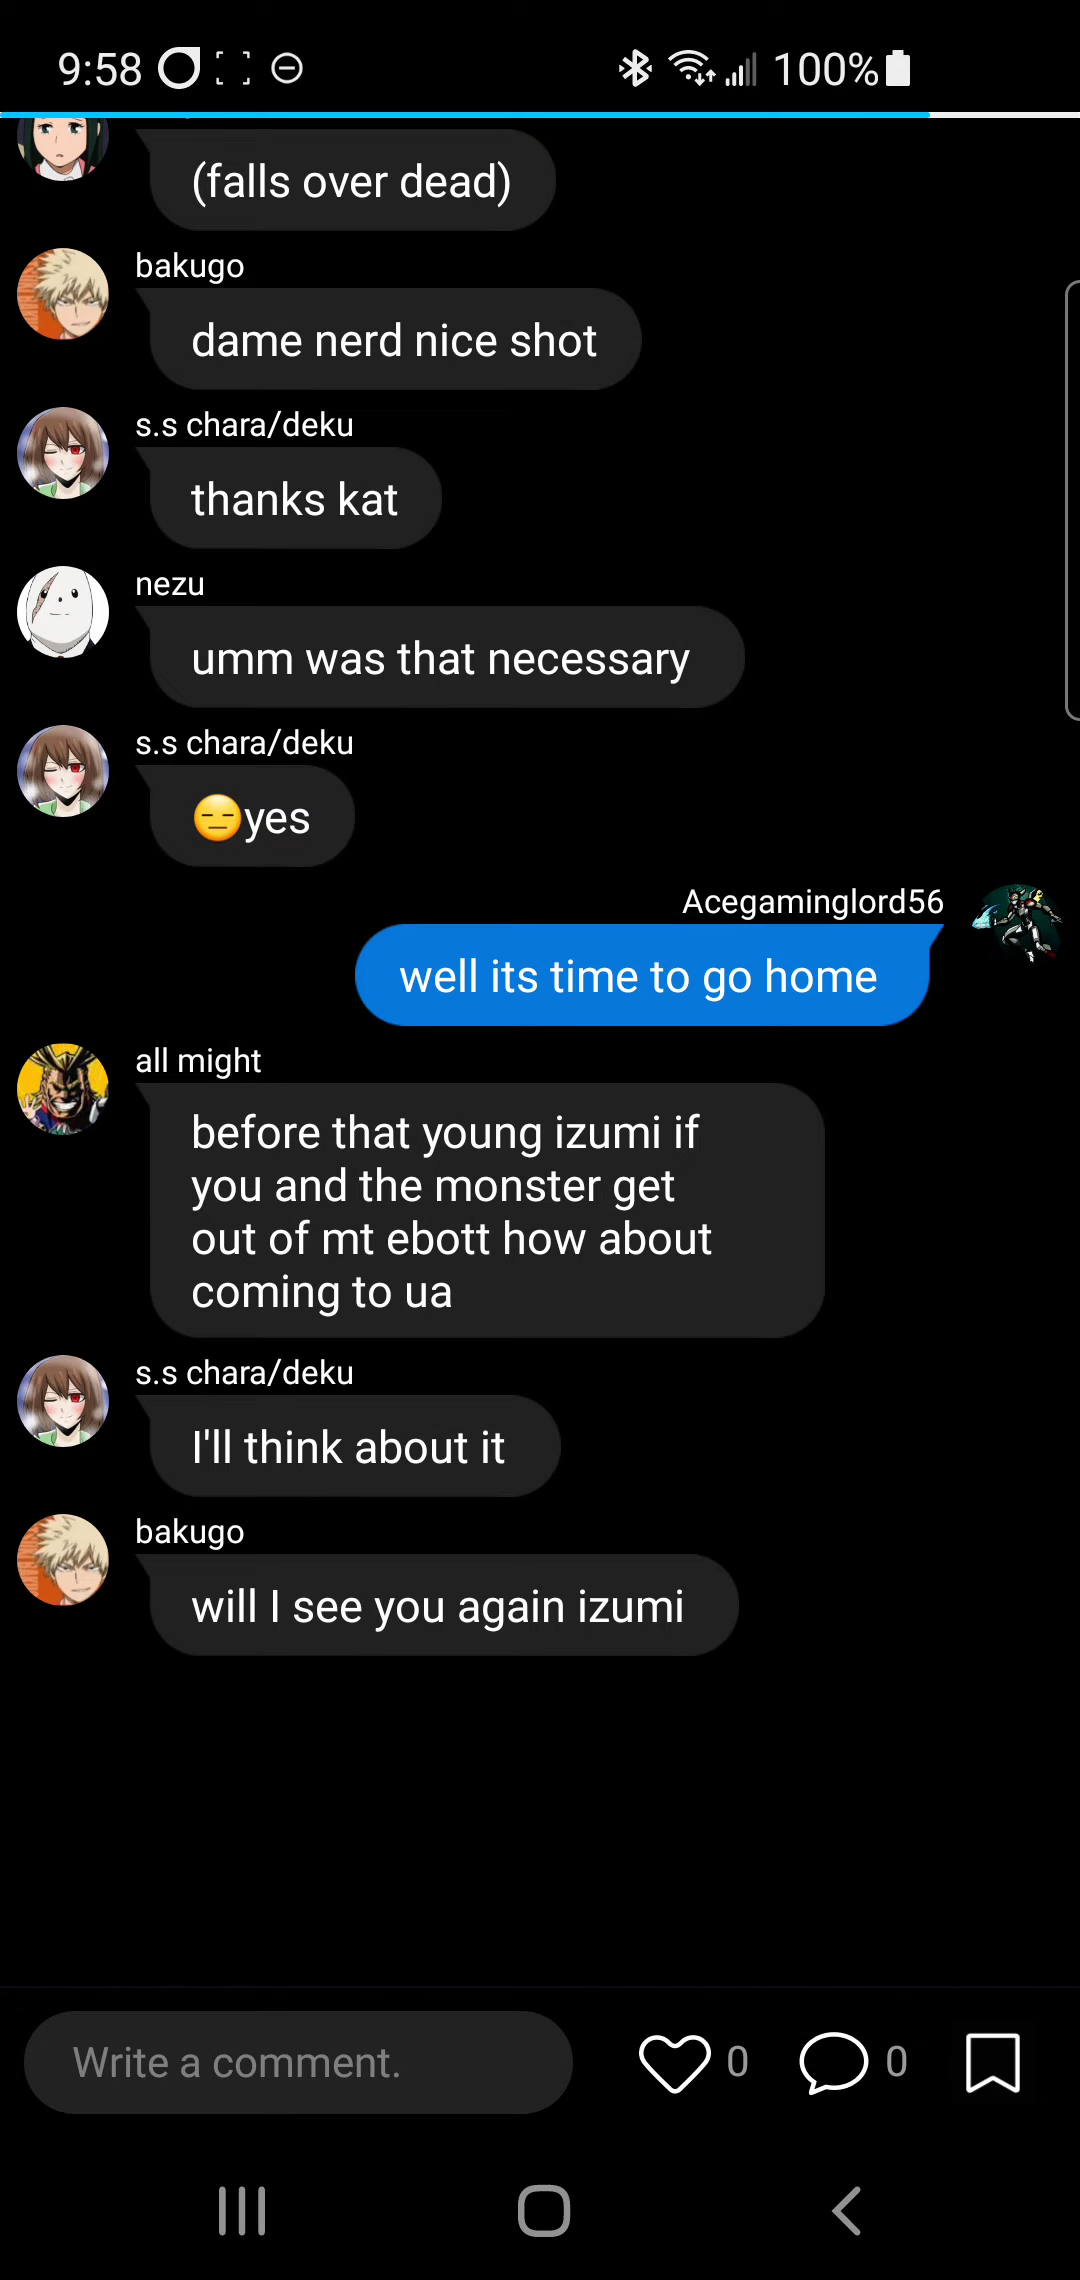 9:58
100%
(falls over dead)
bakugo
dame nerd nice shot
s.s chara/deku
thanks kat
nezu
umm was that necessary
s.s chara/deku
😑yes
Acegaminglord56
well its time to go home
all might
before that young izumi if
you and the monster get
out of mt ebott how about
coming to ua
s.s chara/deku
I'll think about it
bakugo
will I see you again izumi
Write a comment.
0
0